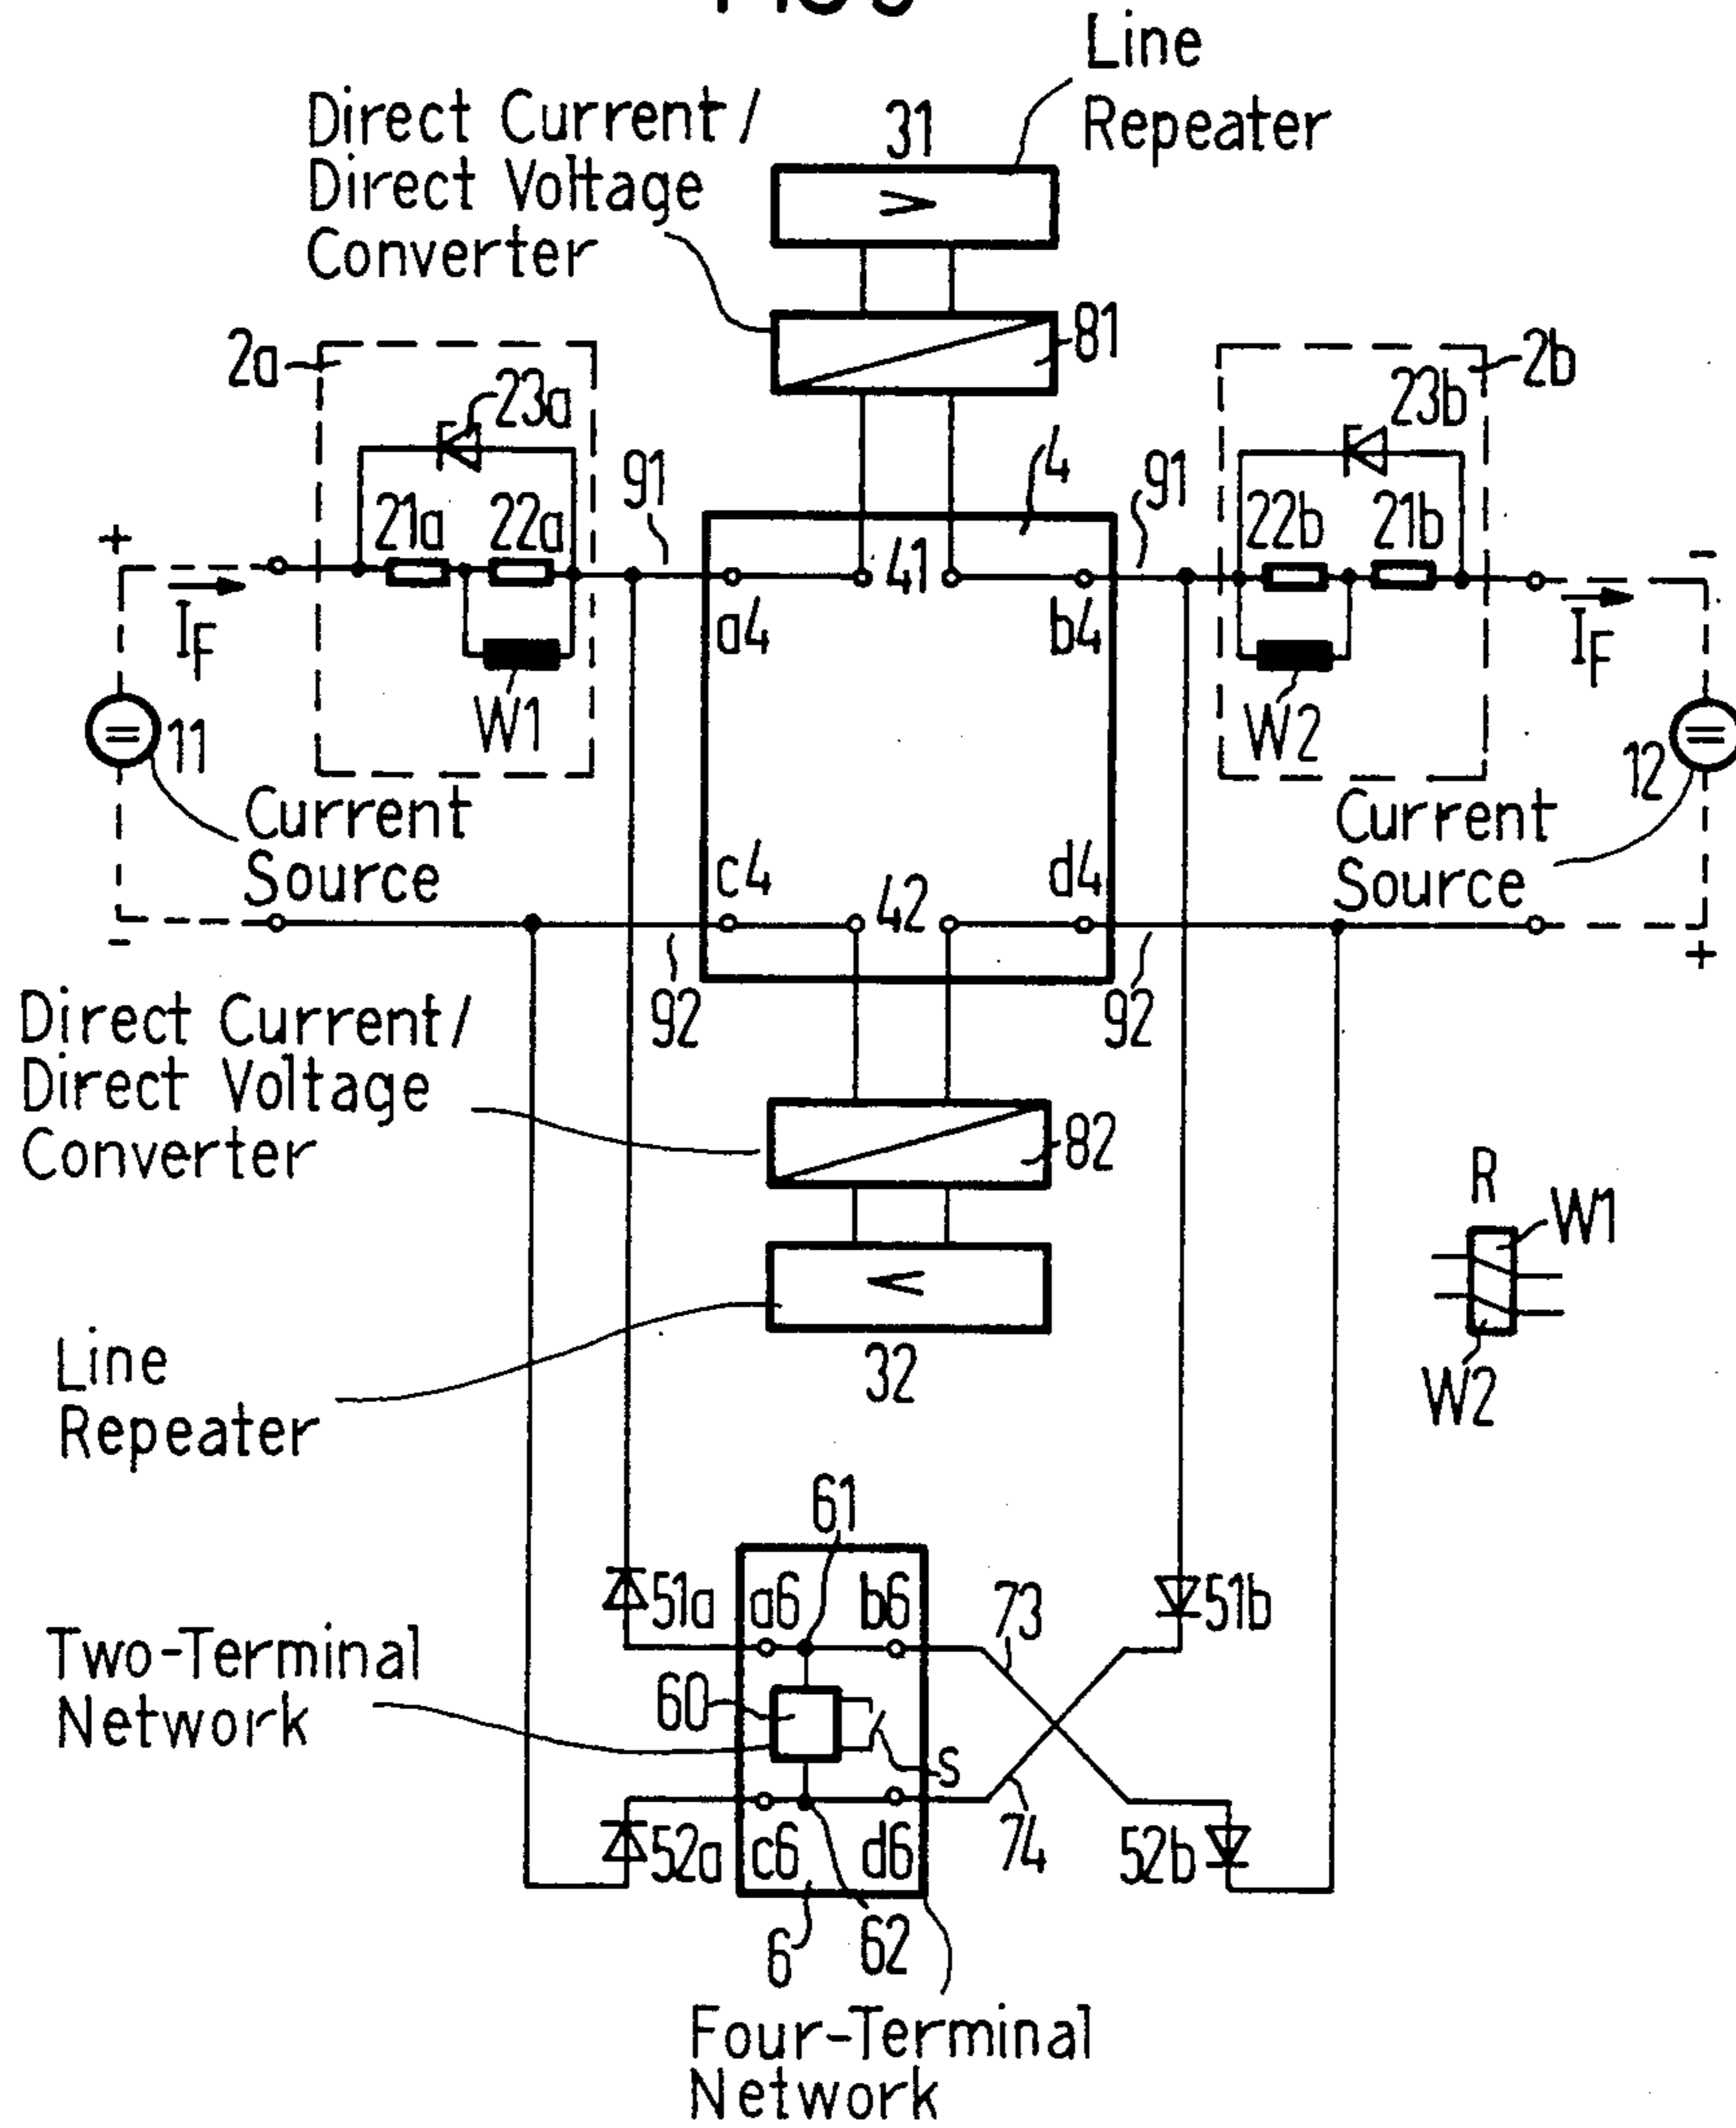 Line
Repeater
Direct Current/
Direct Voltage
Converter
31
>
81
2a
23a
2b
23b
4
91
91
21a
22a
22b
21b
+
-
41
a4
b4
I_F
I_F
W1
W2
=
11
12
=
Current
Source
Current
Source
c4
42
d4
-
+
92
92
Direct Current/
Direct Voltage
Converter
82
R
W1
<
W2
Line
Repeater
32
61
51a
a6
b6
73
51b
Two-Terminal
Network
60
S
52a
c6
d6
74
52b
6
62
Four-Terminal
Network